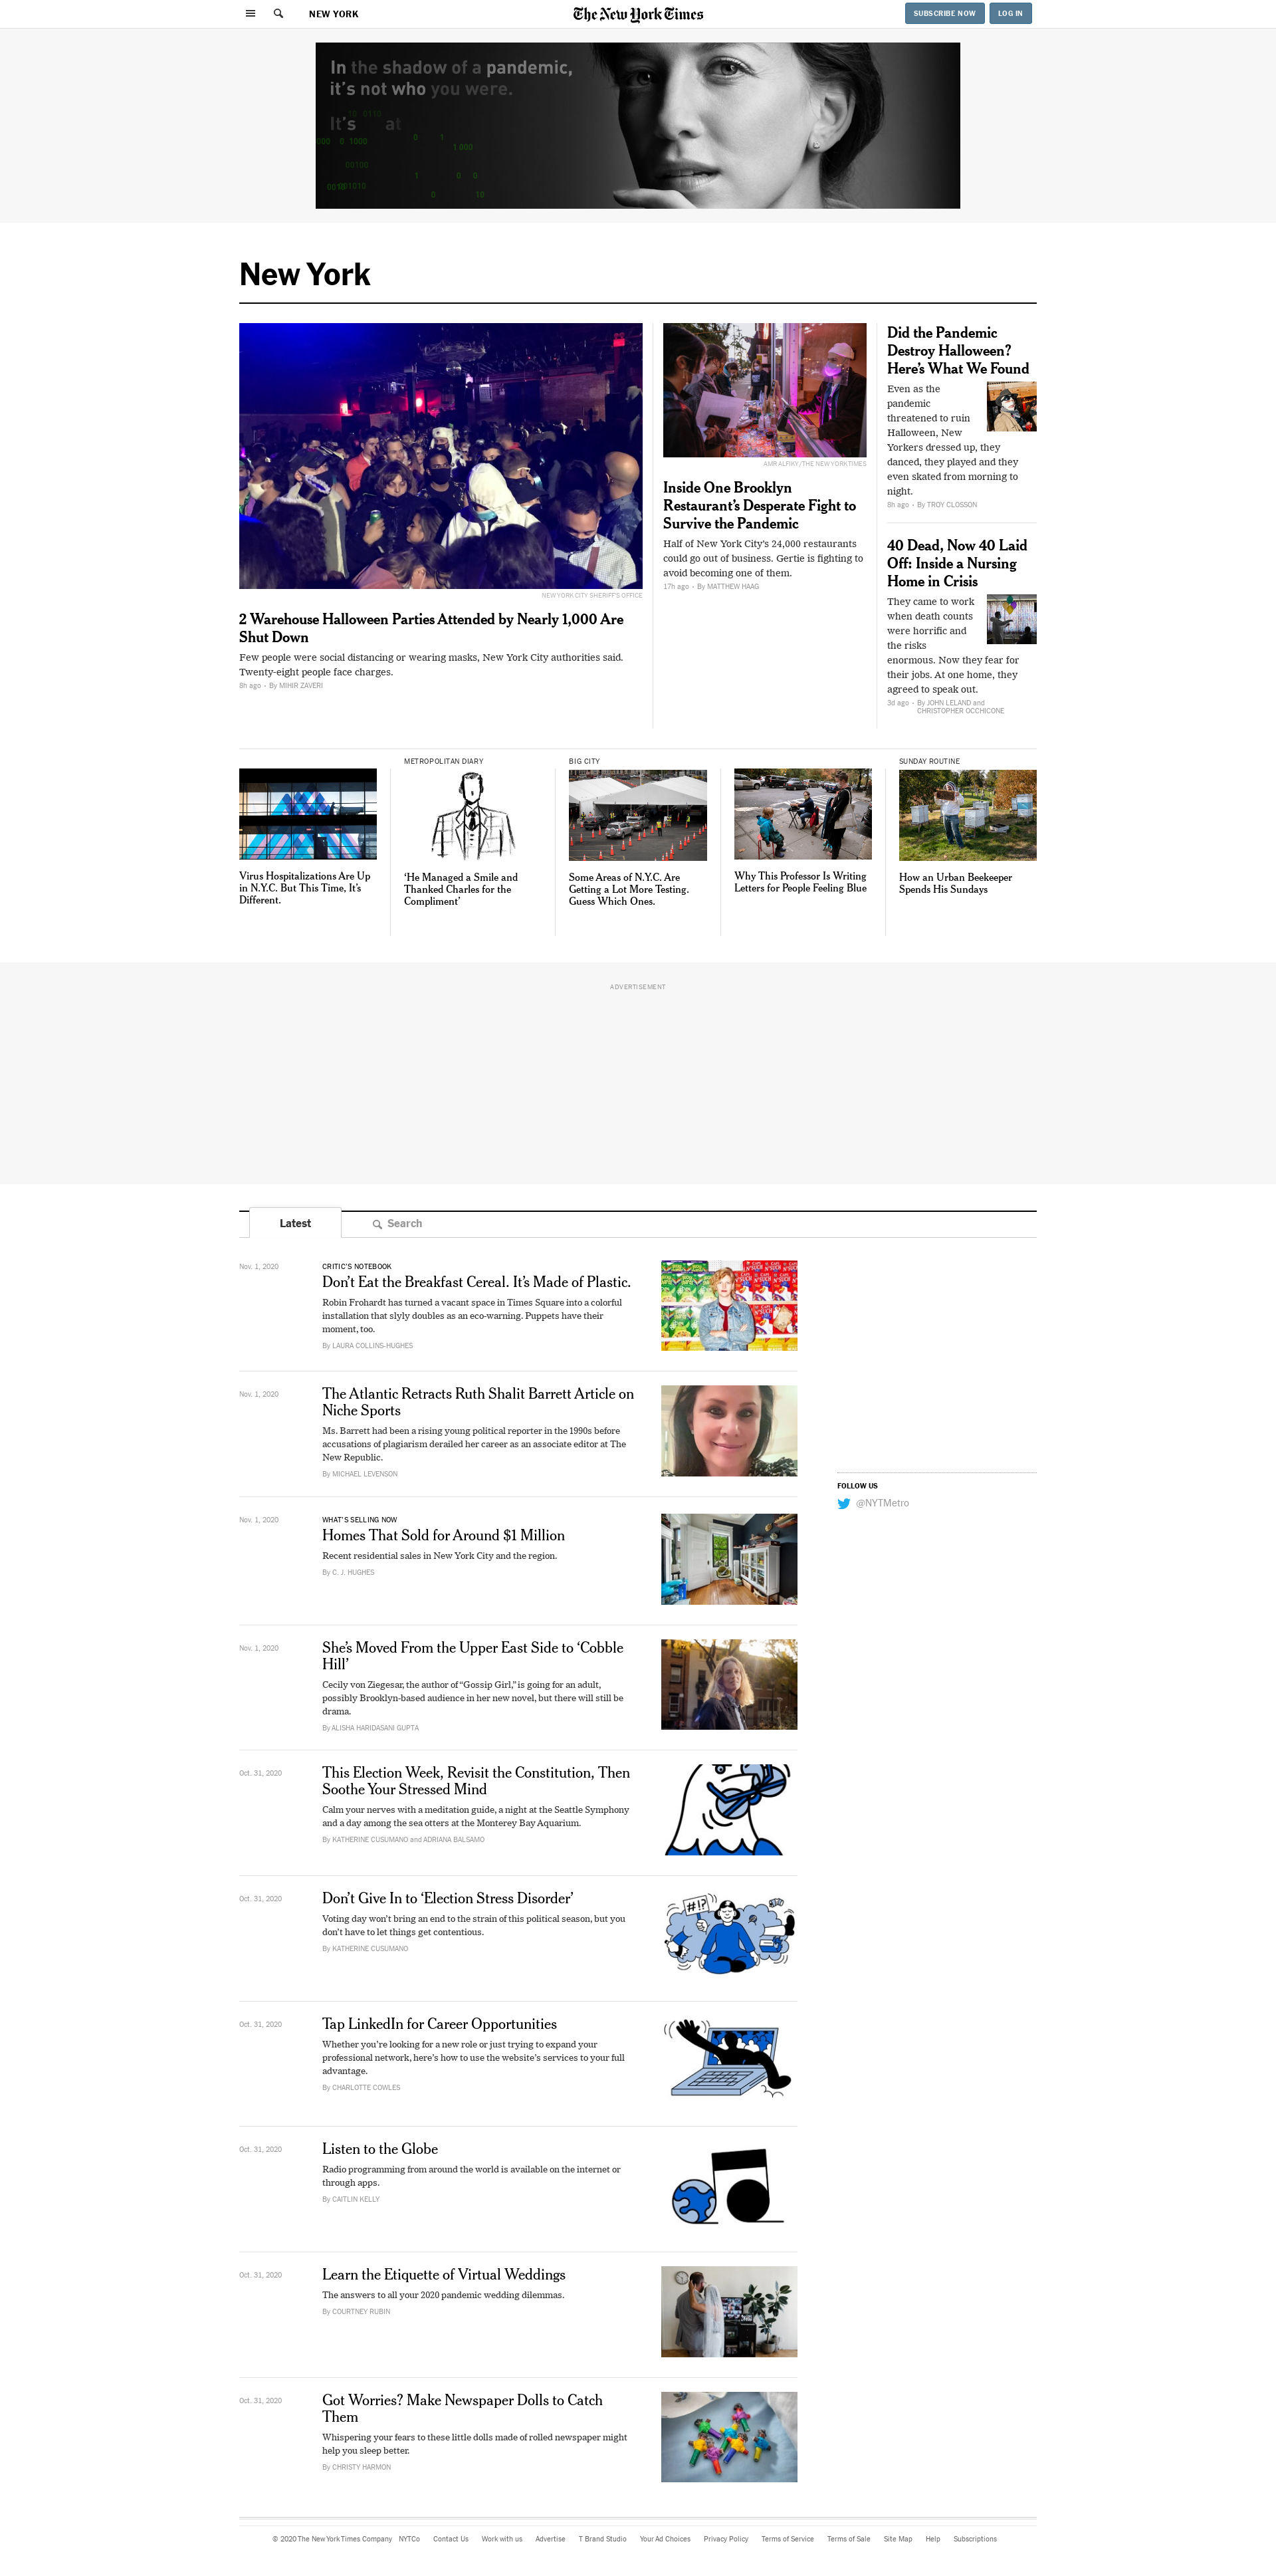 NEW YORK
The New York Times
SUBSCRIBE NOW
LOG IN
In the shadow of a pandemic,
it's not who you were.
It's at
New York
NEW YORK CITY SHERIFF'S OFFICE
2 Warehouse Halloween Parties Attended by Nearly 1,000 Are
Shut Down
Few people were social distancing or wearing masks, New York City authorities said.
Twenty-eight people face charges.
8h ago • By MIHIR ZAVERI
AMR ALFIKY/THE NEW YORK TIMES
Inside One Brooklyn
Restaurant's Desperate Fight to
Survive the Pandemic
Half of New York City's 24,000 restaurants
could go out of business. Gertie is fighting to
avoid becoming one of them.
17h ago • By MATTHEW HAAG
Did the Pandemic
Destroy Halloween?
Here's What We Found
Even as the
pandemic
threatened to ruin
Halloween, New
Yorkers dressed up, they
danced, they played and they
even skated from morning to
night.
8h ago • By TROY CLOSSON
40 Dead, Now 40 Laid
Off: Inside a Nursing
Home in Crisis
They came to work
when death counts
were horrific and
the risks
enormous. Now they fear for
their jobs. At one home, they
agreed to speak out.
3d ago • By JOHN LELAND and
CHRISTOPHER OCCHICONE
Virus Hospitalizations Are Up
in N.Y.C. But This Time, It's
Different.
METROPOLITAN DIARY
‘He Managed a Smile and
Thanked Charles for the
Compliment’
BIG CITY
Some Areas of N.Y.C. Are
Getting a Lot More Testing.
Guess Which Ones.
Why This Professor Is Writing
Letters for People Feeling Blue
SUNDAY ROUTINE
How an Urban Beekeeper
Spends His Sundays
ADVERTISEMENT
Latest
Search
Nov. 1, 2020
CRITIC'S NOTEBOOK
Don't Eat the Breakfast Cereal. It's Made of Plastic.
Robin Frohardt has turned a vacant space in Times Square into a colorful
installation that slyly doubles as an eco-warning. Puppets have their
moment, too.
By LAURA COLLINS-HUGHES
Nov. 1, 2020
The Atlantic Retracts Ruth Shalit Barrett Article on
Niche Sports
Ms. Barrett had been a rising young political reporter in the 1990s before
accusations of plagiarism derailed her career as an associate editor at The
New Republic.
By MICHAEL LEVENSON
FOLLOW US
@NYTMetro
Nov. 1, 2020
WHAT'S SELLING NOW
Homes That Sold for Around $1 Million
Recent residential sales in New York City and the region.
By C. J. HUGHES
Nov. 1, 2020
She's Moved From the Upper East Side to ‘Cobble
Hill’
Cecily von Ziegesar, the author of “Gossip Girl,” is going for an adult,
possibly Brooklyn-based audience in her new novel, but there will still be
drama.
By ALISHA HARIDASANI GUPTA
Oct. 31, 2020
This Election Week, Revisit the Constitution, Then
Soothe Your Stressed Mind
Calm your nerves with a meditation guide, a night at the Seattle Symphony
and a day among the sea otters at the Monterey Bay Aquarium.
By KATHERINE CUSUMANO and ADRIANA BALSAMO
Oct. 31, 2020
Don't Give In to ‘Election Stress Disorder’
Voting day won't bring an end to the strain of this political season, but you
don't have to let things get contentious.
By KATHERINE CUSUMANO
#!?
Oct. 31, 2020
Tap LinkedIn for Career Opportunities
Whether you're looking for a new role or just trying to expand your
professional network, here's how to use the website's services to your full
advantage.
By CHARLOTTE COWLES
Oct. 31, 2020
Listen to the Globe
Radio programming from around the world is available on the internet or
through apps.
By CAITLIN KELLY
Oct. 31, 2020
Learn the Etiquette of Virtual Weddings
The answers to all your 2020 pandemic wedding dilemmas.
By COURTNEY RUBIN
Oct. 31, 2020
Got Worries? Make Newspaper Dolls to Catch
Them
Whispering your fears to these little dolls made of rolled newspaper might
help you sleep better.
By CHRISTY HARMON
© 2020 The New York Times Company NYTCo Contact Us Work with us Advertise T Brand Studio Your Ad Choices Privacy Policy Terms of Service Terms of Sale Site Map Help Subscriptions